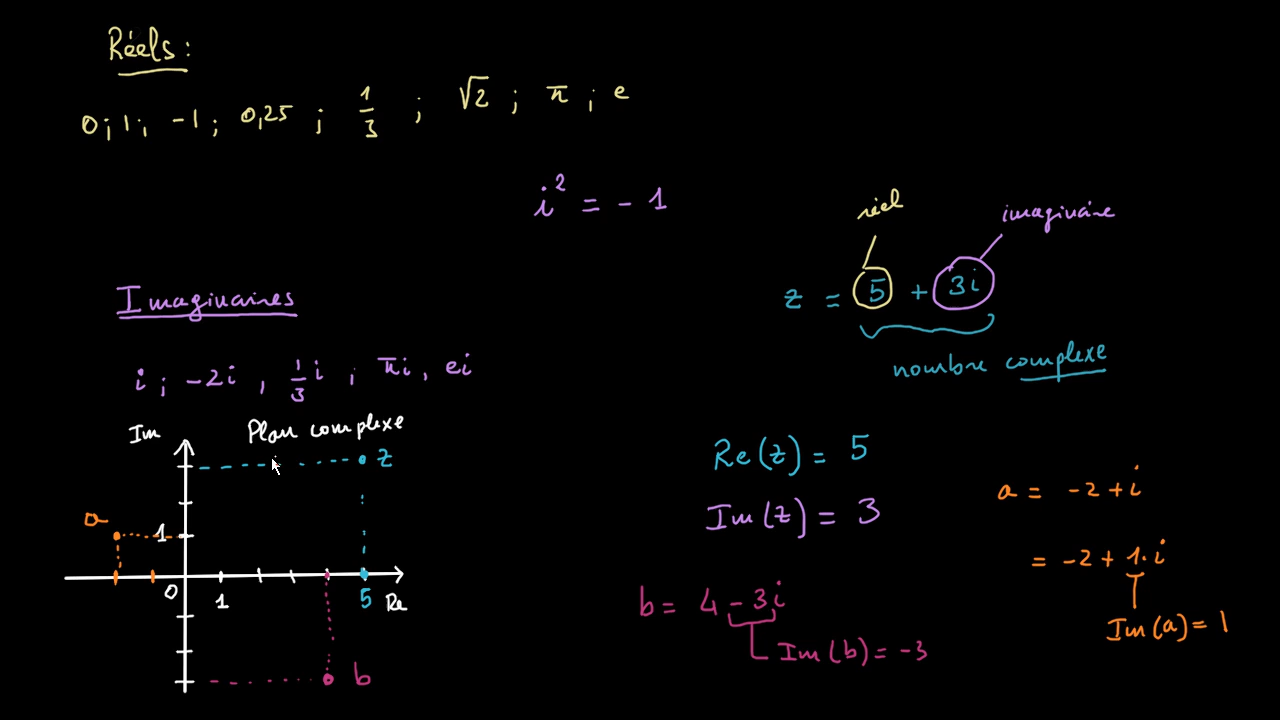 Réels :
0 ; 1 ; -1 ; 0,25 ; 1/3 ; √2 ; π ; e
i² = - 1
réel
imaginaire
z = 5 + 3i
nombre complexe
Imaginaires
i ; -2i , 1/3 i , πi , ei
Im
Plan complexe
z
a
1
0
1
5
Re
b
Re(z) = 5
Im(z) = 3
b = 4 - 3i
Im(b) = -3
a = -2 + i
= -2 + 1·i
Im(a) = 1